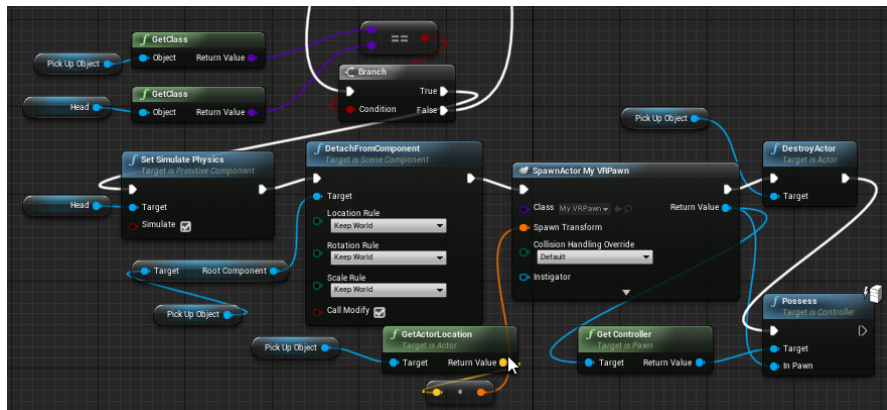 GetClass
Pick Up Object
Object
Return Value
==
GetClass
Head
Object
Return Value
Branch
True
Condition
False
Pick Up Object
Set Simulate Physics
Target is Primitive Component
Head
Target
Simulate
DetachFromComponent
Target is Scene Component
Target
Location Rule
Keep World
Rotation Rule
Keep World
Scale Rule
Keep World
Call Modify
SpawnActor My VRPawn
Class My VRPawn
Return Value
Spawn Transform
Collision Handling Override
Default
Instigator
DestroyActor
Target is Actor
Target
Target
Root Component
Pick Up Object
Pick Up Object
GetActorLocation
Target is Actor
Target
Return Value
Get Controller
Target is Pawn
Target
Return Value
Possess
Target is Controller
Target
In Pawn